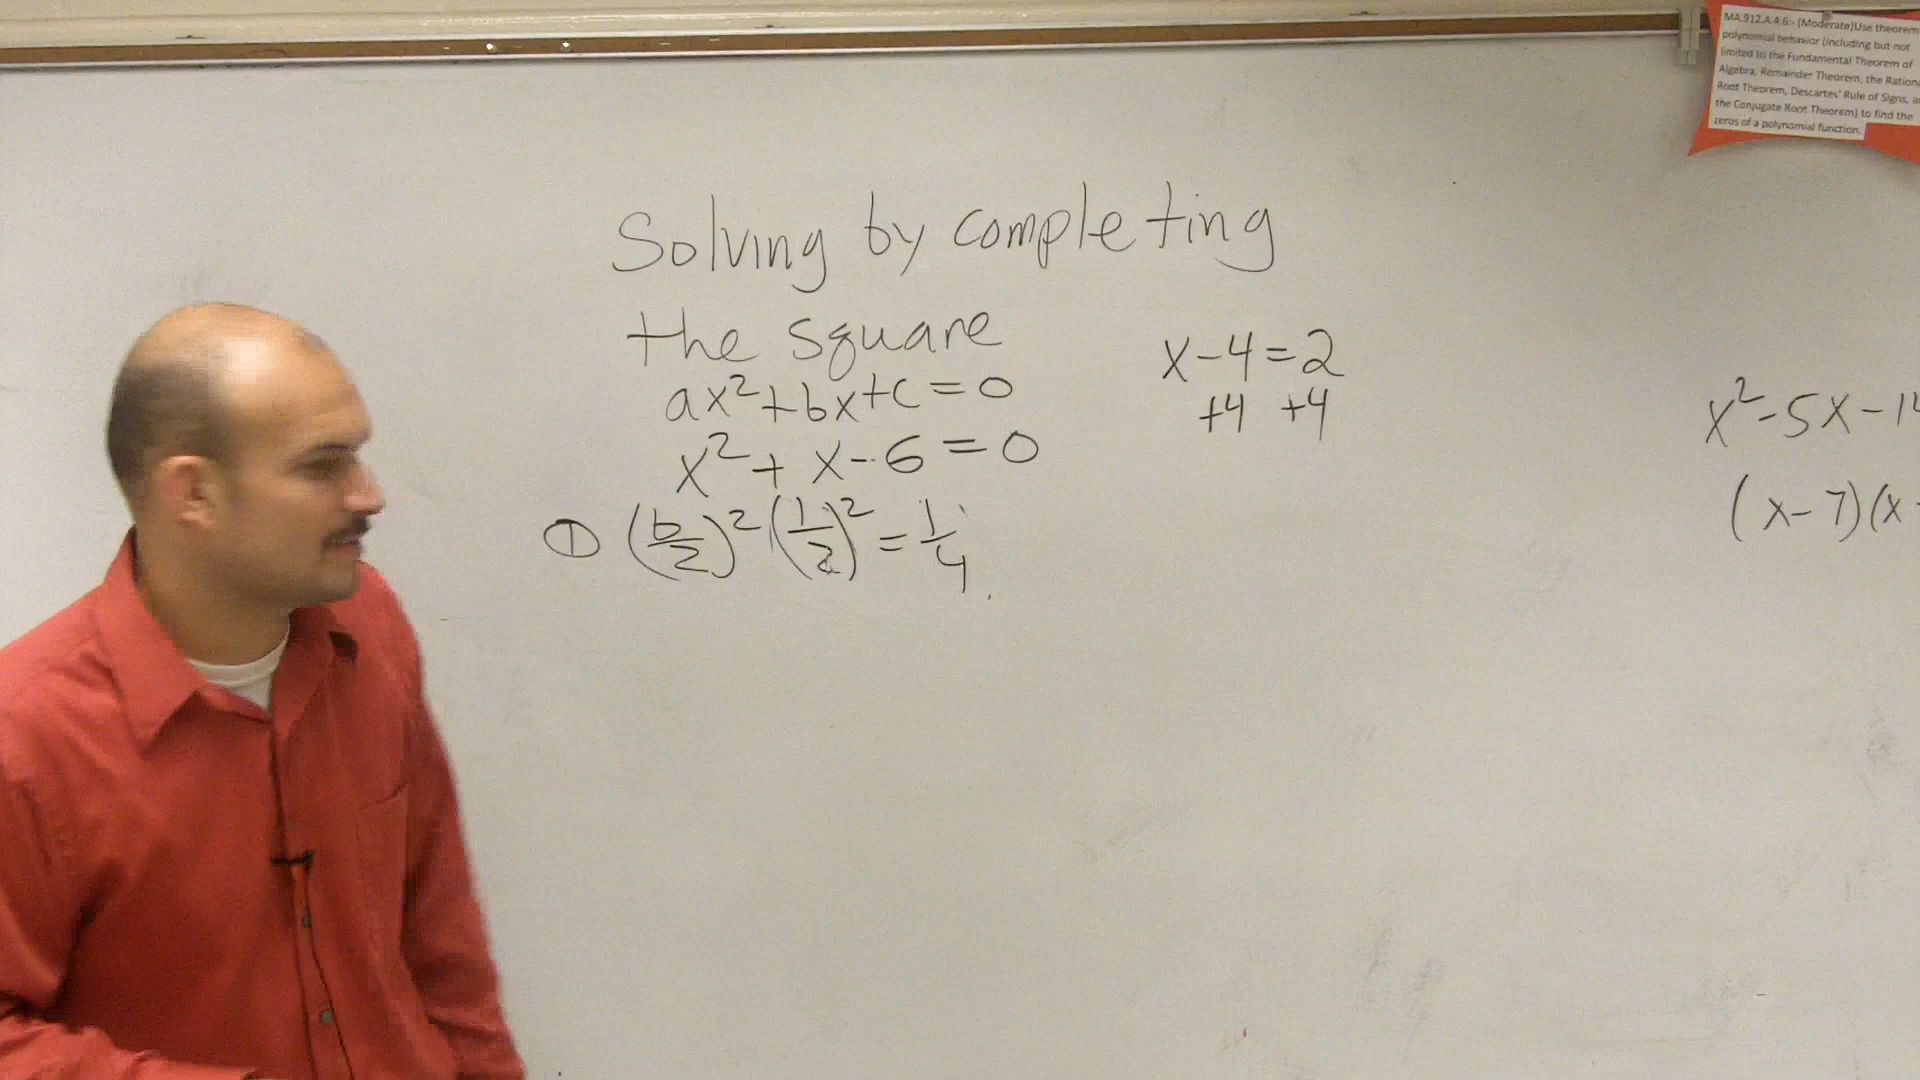 MA.912.A.4.6:- (Moderate)Use theorem
polynomial behavior (including but not
limited to the Fundamental Theorem of
Algebra, Remainder Theorem, the Ration
Root Theorem, Descartes' Rule of Signs, a
the Conjugate Root Theorem) to find the
zeros of a polynomial function.
Solving by completing
the square
ax²+bx+c=0
x²+ x-6=0
① (b/2)² (1/2)² = 1/4
x-4=2
+4 +4
x²-5x-14
(x-7)(x